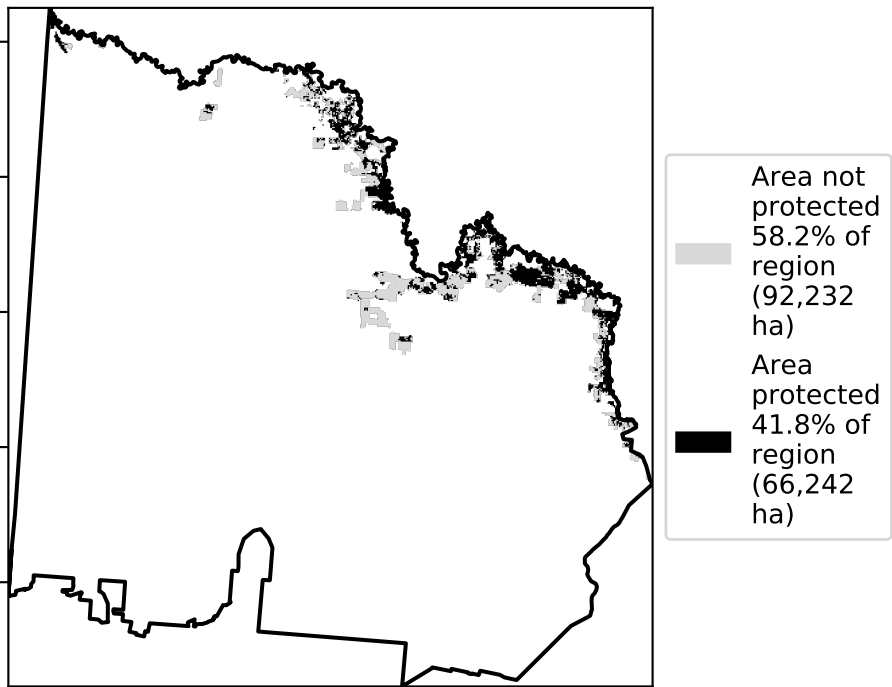 Area not
protected
58.2% of
region
(92,232
ha)
Area
protected
41.8% of
region
(66,242
ha)